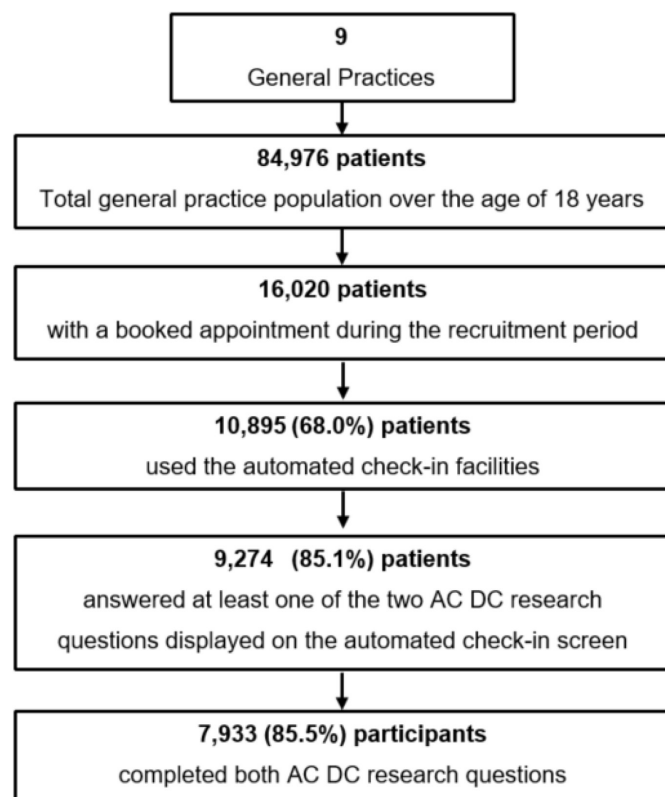 9
General Practices
84,976 patients
Total general practice population over the age of 18 years
16,020 patients
with a booked appointment during the recruitment period
10,895 (68.0%) patients
used the automated check-in facilities
9,274 (85.1%) patients
answered at least one of the two AC DC research
questions displayed on the automated check-in screen
7,933 (85.5%) participants
completed both AC DC research questions